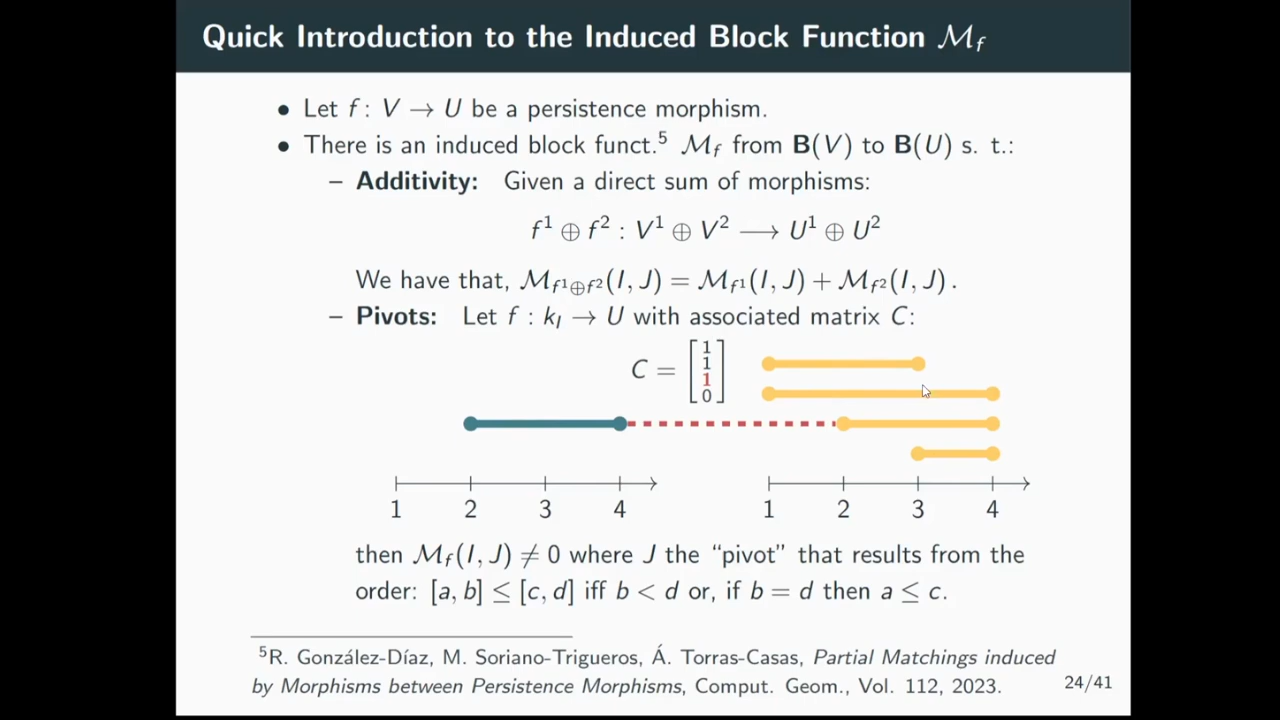 Quick Introduction to the Induced Block Function ℳ_f
• Let f : V → U be a persistence morphism.
• There is an induced block funct.⁵ ℳ_f from B(V) to B(U) s. t.:
– Additivity: Given a direct sum of morphisms:
f¹ ⊕ f² : V¹ ⊕ V² ⟶ U¹ ⊕ U²
We have that, ℳ_{f¹⊕f²}(I, J) = ℳ_{f¹}(I, J) + ℳ_{f²}(I, J) .
– Pivots: Let f : k_I → U with associated matrix C:
C = [1 1 1 0]
1 2 3 4 1 2 3 4
then ℳ_f(I, J) ≠ 0 where J the “pivot” that results from the
order: [a, b] ≤ [c, d] iff b < d or, if b = d then a ≤ c.
⁵R. González-Díaz, M. Soriano-Trigueros, Á. Torras-Casas, Partial Matchings induced
by Morphisms between Persistence Morphisms, Comput. Geom., Vol. 112, 2023.
24/41